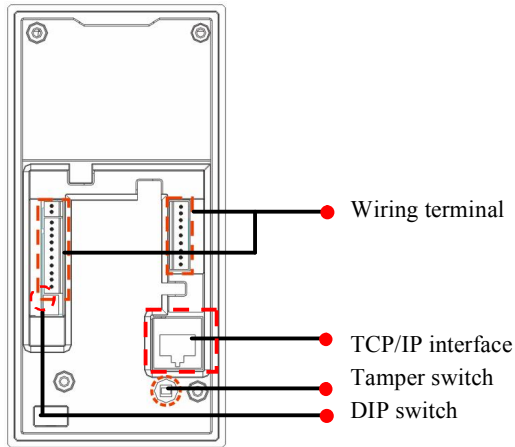 Wiring terminal
TCP/IP interface
Tamper switch
DIP switch